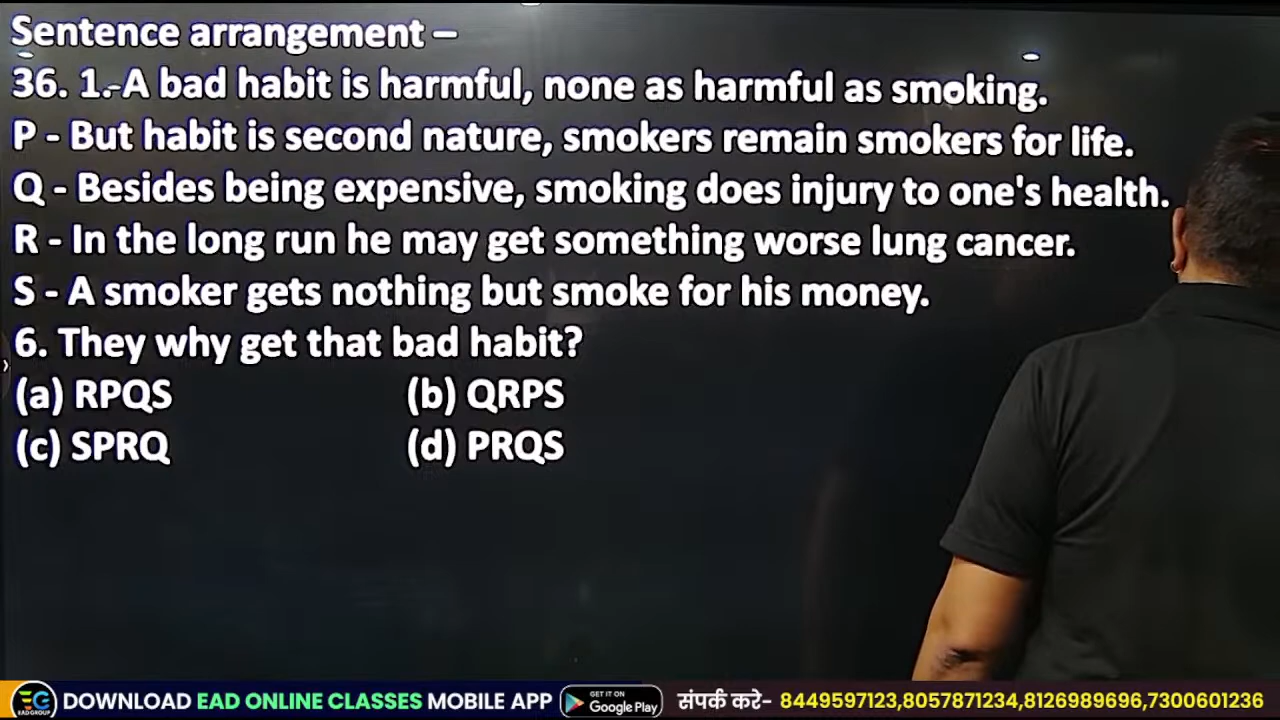 Sentence arrangement –
36. 1.-A bad habit is harmful, none as harmful as smoking.
P - But habit is second nature, smokers remain smokers for life.
Q - Besides being expensive, smoking does injury to one's health.
R - In the long run he may get something worse lung cancer.
S - A smoker gets nothing but smoke for his money.
6. They why get that bad habit?
(a) RPQS (b) QRPS
(c) SPRQ (d) PRQS
EG EAD GROUP DOWNLOAD EAD ONLINE CLASSES MOBILE APP GET IT ON Google Play संपर्क करे- 8449597123,8057871234,8126989696,7300601236